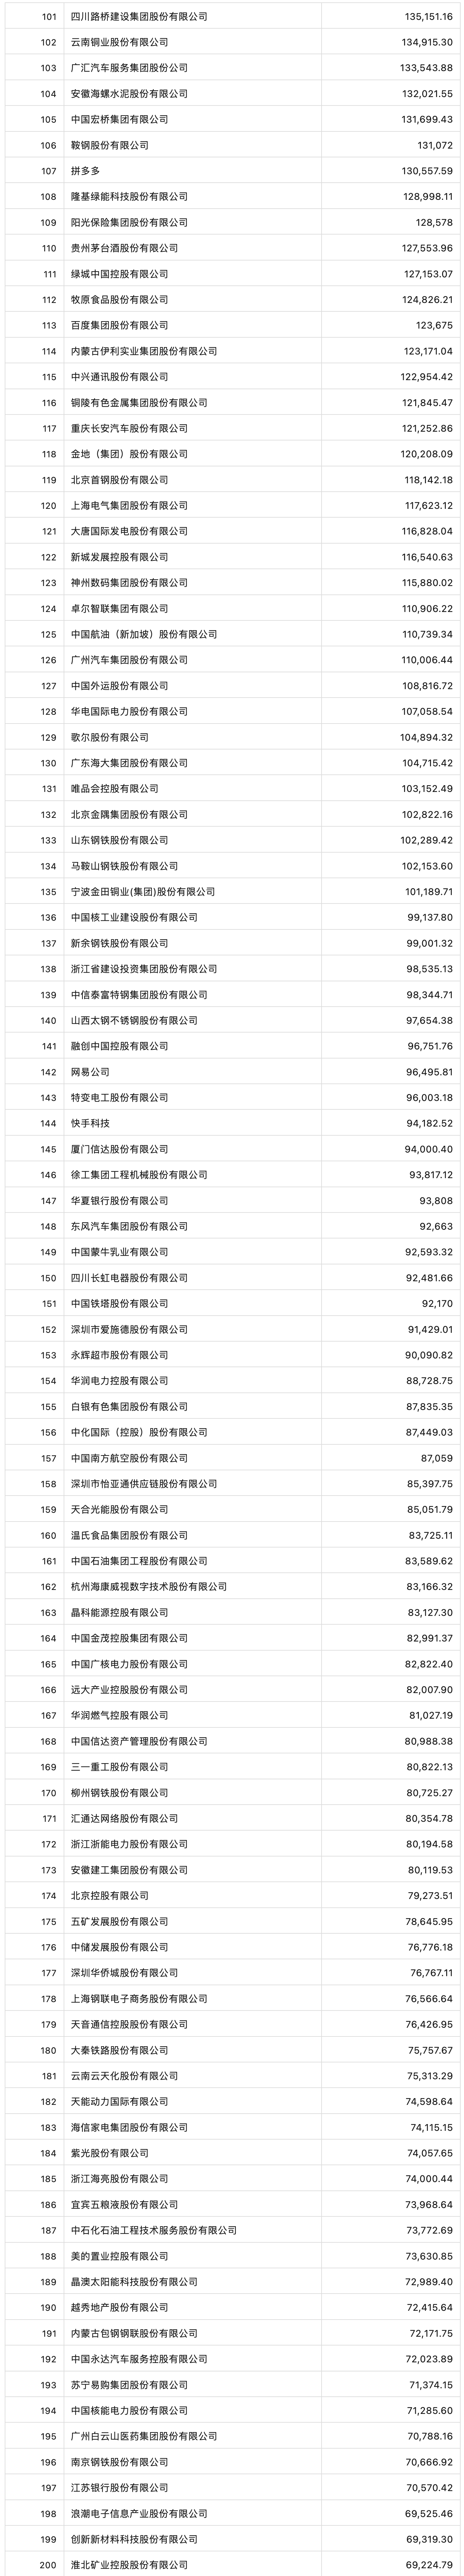 101 四川路桥建设集团股份有限公司 135,151.16
102 云南铜业股份有限公司 134,915.30
103 广汇汽车服务集团股份公司 133,543.88
104 安徽海螺水泥股份有限公司 132,021.55
105 中国宏桥集团有限公司 131,699.43
106 鞍钢股份有限公司 131,072
107 拼多多 130,557.59
108 隆基绿能科技股份有限公司 128,998.11
109 阳光保险集团股份有限公司 128,578
110 贵州茅台酒股份有限公司 127,553.96
111 绿城中国控股有限公司 127,153.07
112 牧原食品股份有限公司 124,826.21
113 百度集团股份有限公司 123,675
114 内蒙古伊利实业集团股份有限公司 123,171.04
115 中兴通讯股份有限公司 122,954.42
116 铜陵有色金属集团股份有限公司 121,845.47
117 重庆长安汽车股份有限公司 121,252.86
118 金地（集团）股份有限公司 120,208.09
119 北京首钢股份有限公司 118,142.18
120 上海电气集团股份有限公司 117,623.12
121 大唐国际发电股份有限公司 116,828.04
122 新城发展控股有限公司 116,540.63
123 神州数码集团股份有限公司 115,880.02
124 卓尔智联集团有限公司 110,906.22
125 中国航油（新加坡）股份有限公司 110,739.34
126 广州汽车集团股份有限公司 110,006.44
127 中国外运股份有限公司 108,816.72
128 华电国际电力股份有限公司 107,058.54
129 歌尔股份有限公司 104,894.32
130 广东海大集团股份有限公司 104,715.42
131 唯品会控股有限公司 103,152.49
132 北京金隅集团股份有限公司 102,822.16
133 山东钢铁股份有限公司 102,289.42
134 马鞍山钢铁股份有限公司 102,153.60
135 宁波金田铜业(集团)股份有限公司 101,189.71
136 中国核工业建设股份有限公司 99,137.80
137 新余钢铁股份有限公司 99,001.32
138 浙江省建设投资集团股份有限公司 98,535.13
139 中信泰富特钢集团股份有限公司 98,344.71
140 山西太钢不锈钢股份有限公司 97,654.38
141 融创中国控股有限公司 96,751.76
142 网易公司 96,495.81
143 特变电工股份有限公司 96,003.18
144 快手科技 94,182.52
145 厦门信达股份有限公司 94,000.40
146 徐工集团工程机械股份有限公司 93,817.12
147 华夏银行股份有限公司 93,808
148 东风汽车集团股份有限公司 92,663
149 中国蒙牛乳业有限公司 92,593.32
150 四川长虹电器股份有限公司 92,481.66
151 中国铁塔股份有限公司 92,170
152 深圳市爱施德股份有限公司 91,429.01
153 永辉超市股份有限公司 90,090.82
154 华润电力控股有限公司 88,728.75
155 白银有色集团股份有限公司 87,835.35
156 中化国际（控股）股份有限公司 87,449.03
157 中国南方航空股份有限公司 87,059
158 深圳市怡亚通供应链股份有限公司 85,397.75
159 天合光能股份有限公司 85,051.79
160 温氏食品集团股份有限公司 83,725.11
161 中国石油集团工程股份有限公司 83,589.62
162 杭州海康威视数字技术股份有限公司 83,166.32
163 晶科能源控股有限公司 83,127.30
164 中国金茂控股集团有限公司 82,991.37
165 中国广核电力股份有限公司 82,822.40
166 远大产业控股股份有限公司 82,007.90
167 华润燃气控股有限公司 81,027.19
168 中国信达资产管理股份有限公司 80,988.38
169 三一重工股份有限公司 80,822.13
170 柳州钢铁股份有限公司 80,725.27
171 汇通达网络股份有限公司 80,354.78
172 浙江浙能电力股份有限公司 80,194.58
173 安徽建工集团股份有限公司 80,119.53
174 北京控股有限公司 79,273.51
175 五矿发展股份有限公司 78,645.95
176 中储发展股份有限公司 76,776.18
177 深圳华侨城股份有限公司 76,767.11
178 上海钢联电子商务股份有限公司 76,566.64
179 天音通信控股股份有限公司 76,426.95
180 大秦铁路股份有限公司 75,757.67
181 云南云天化股份有限公司 75,313.29
182 天能动力国际有限公司 74,598.64
183 海信家电集团股份有限公司 74,115.15
184 紫光股份有限公司 74,057.65
185 浙江海亮股份有限公司 74,000.44
186 宜宾五粮液股份有限公司 73,968.64
187 中石化石油工程技术服务股份有限公司 73,772.69
188 美的置业控股有限公司 73,630.85
189 晶澳太阳能科技股份有限公司 72,989.40
190 越秀地产股份有限公司 72,415.64
191 内蒙古包钢钢联股份有限公司 72,171.75
192 中国永达汽车服务控股有限公司 72,023.89
193 苏宁易购集团股份有限公司 71,374.15
194 中国核能电力股份有限公司 71,285.60
195 广州白云山医药集团股份有限公司 70,788.16
196 南京钢铁股份有限公司 70,666.92
197 江苏银行股份有限公司 70,570.42
198 浪潮电子信息产业股份有限公司 69,525.46
199 创新新材料科技股份有限公司 69,319.30
200 淮北矿业控股股份有限公司 69,224.79